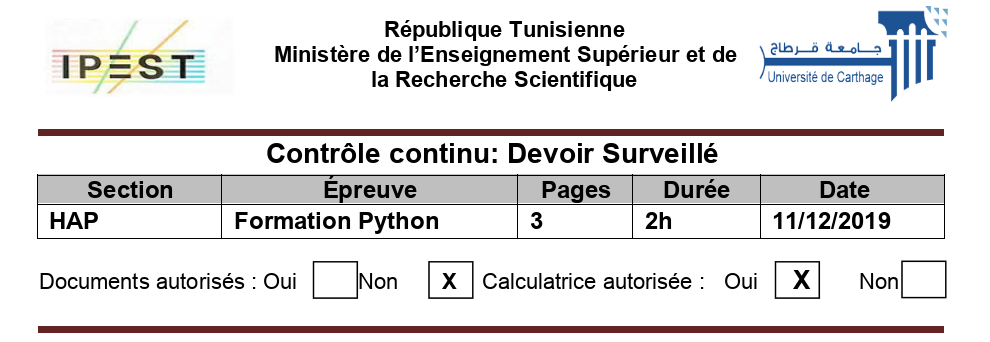 IPEST
République Tunisienne
Ministère de l’Enseignement Supérieur et de
la Recherche Scientifique
جامعة قرطاج
Université de Carthage
Contrôle continu: Devoir Surveillé
Section Épreuve Pages Durée Date
HAP Formation Python 3 2h 11/12/2019
Documents autorisés : Oui Non X Calculatrice autorisée : Oui X Non